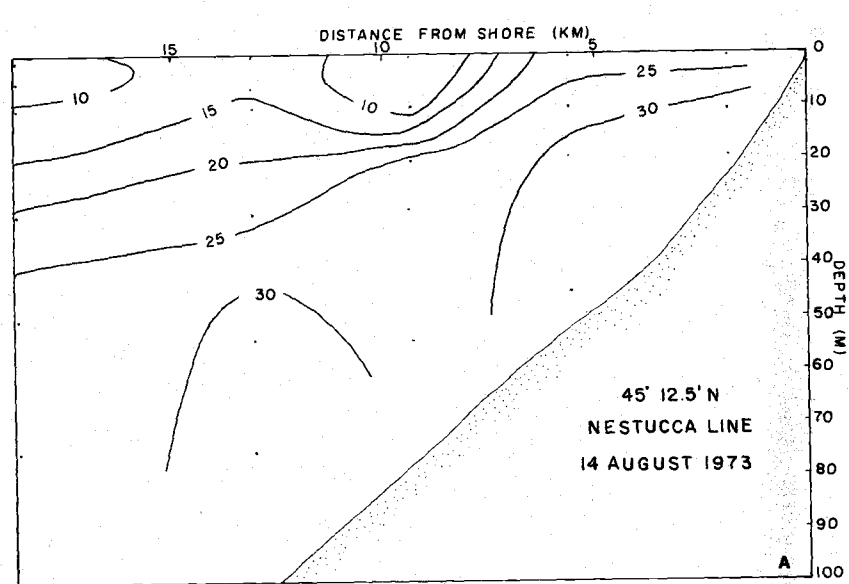 DISTANCE FROM SHORE (KM)
15 10 5 0
10
10
15
20
25
30
25
30
10
20
30
40
50
60
70
80
90
100
DEPTH (M)
45° 12.5' N
NESTUCCA LINE
14 AUGUST 1973
A